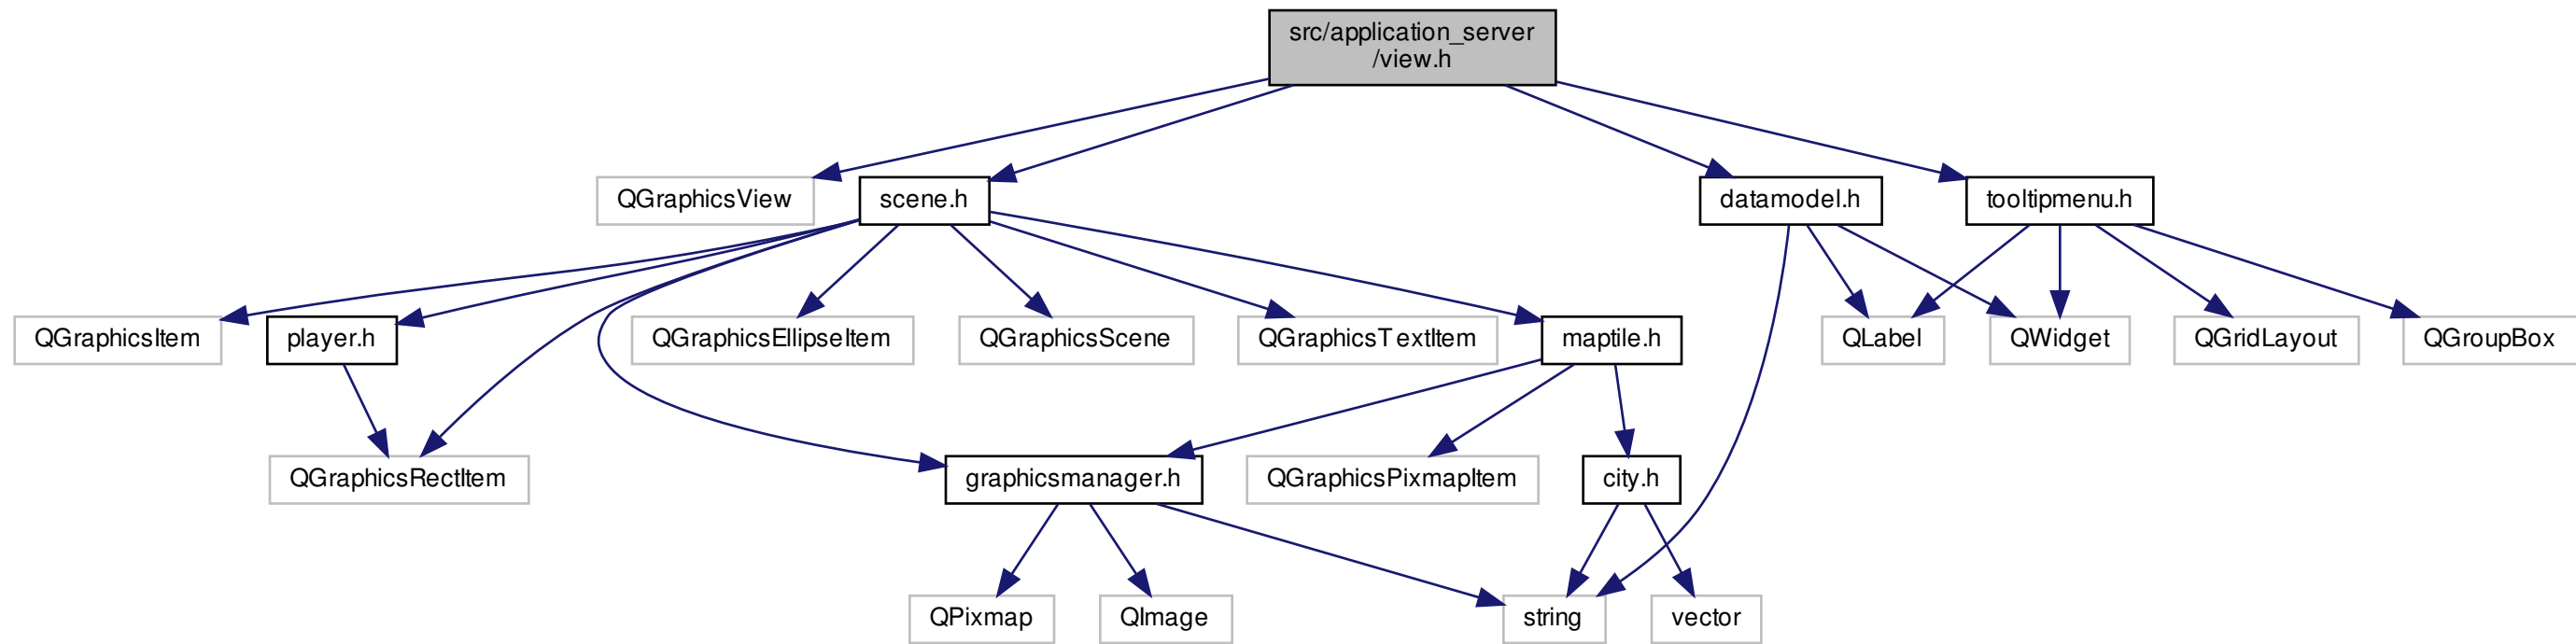 src/application_server
/view.h
QGraphicsView
scene.h
datamodel.h
tooltipmenu.h
QGraphicsItem
player.h
QGraphicsEllipseItem
QGraphicsScene
QGraphicsTextItem
maptile.h
QLabel
QWidget
QGridLayout
QGroupBox
QGraphicsRectItem
graphicsmanager.h
QGraphicsPixmapItem
city.h
QPixmap
QImage
string
vector